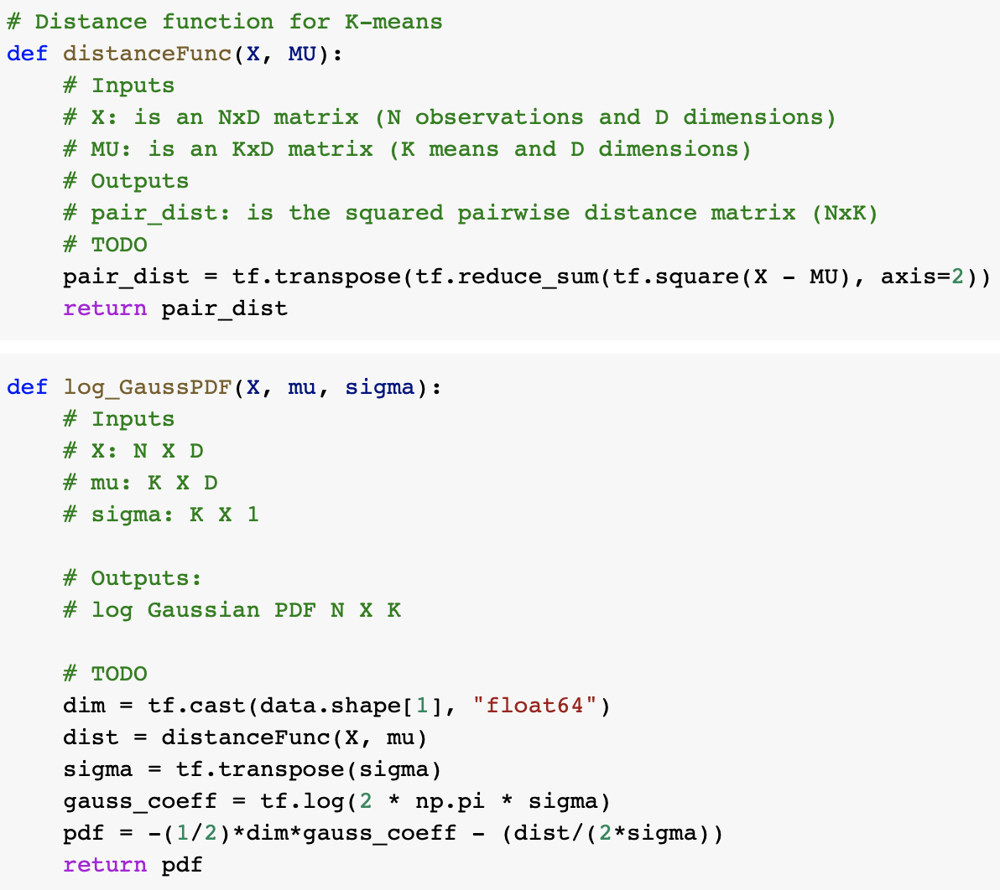 # Distance function for K-means
def distanceFunc(X, MU):
    # Inputs
    # X: is an NxD matrix (N observations and D dimensions)
    # MU: is an KxD matrix (K means and D dimensions)
    # Outputs
    # pair_dist: is the squared pairwise distance matrix (NxK)
    # TODO
    pair_dist = tf.transpose(tf.reduce_sum(tf.square(X - MU), axis=2))
    return pair_dist
def log_GaussPDF(X, mu, sigma):
    # Inputs
    # X: N X D
    # mu: K X D
    # sigma: K X 1
    # Outputs:
    # log Gaussian PDF N X K
    # TODO
    dim = tf.cast(data.shape[1], "float64")
    dist = distanceFunc(X, mu)
    sigma = tf.transpose(sigma)
    gauss_coeff = tf.log(2 * np.pi * sigma)
    pdf = -(1/2)*dim*gauss_coeff - (dist/(2*sigma))
    return pdf